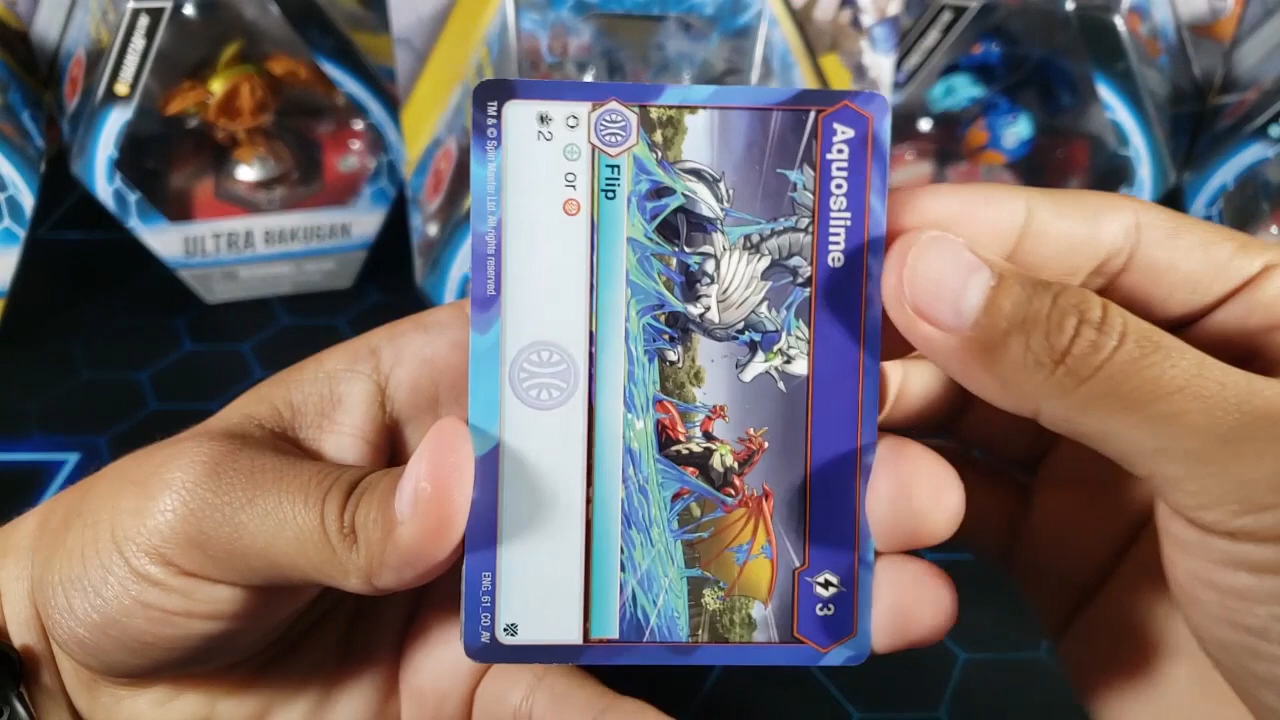 Aquoslime
3
Flip
or
2
TM & © Spin Master Ltd. All rights reserved.
ENG_61_CO_AV
ULTRA BAKUGAN